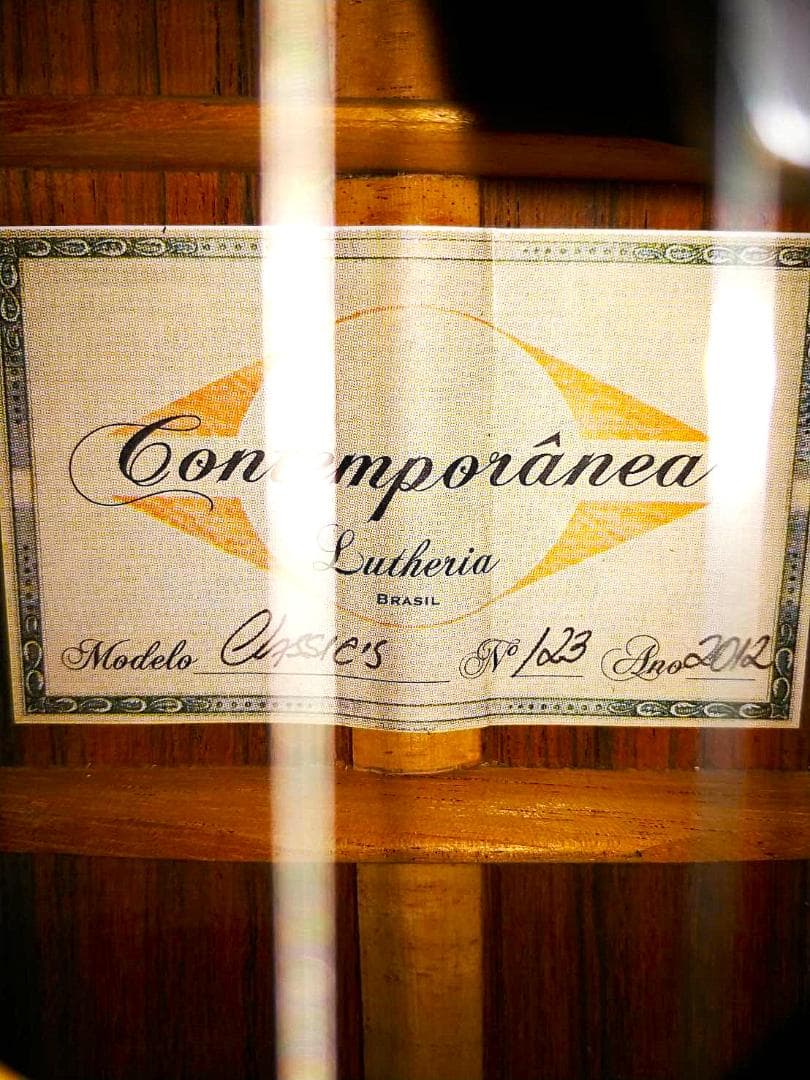 Contemporânea
Lutheria
BRASIL
Modelo Classic's Nº 123 Ano 2012